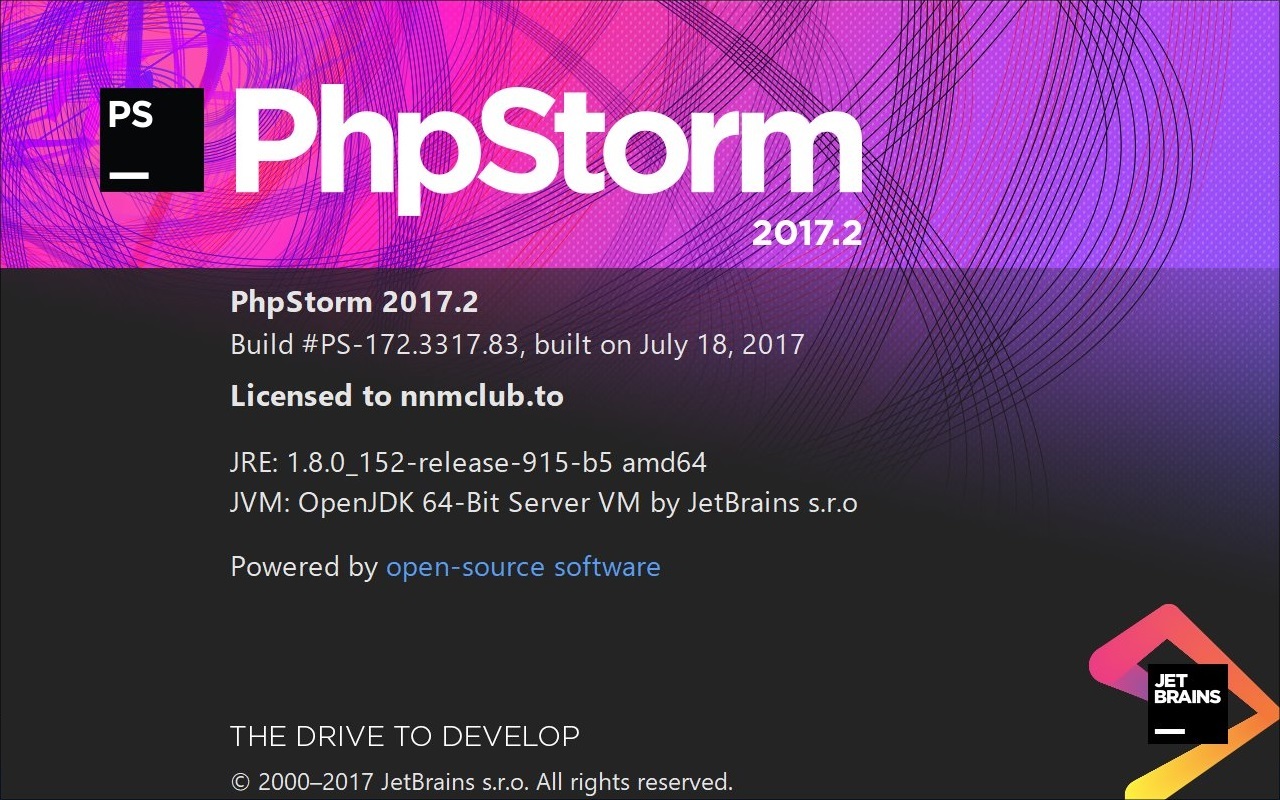 PS
PhpStorm
2017.2
PhpStorm 2017.2
Build #PS-172.3317.83, built on July 18, 2017
Licensed to nnmclub.to
JRE: 1.8.0_152-release-915-b5 amd64
JVM: OpenJDK 64-Bit Server VM by JetBrains s.r.o
Powered by open-source software
JET
BRAINS
THE DRIVE TO DEVELOP
© 2000–2017 JetBrains s.r.o. All rights reserved.